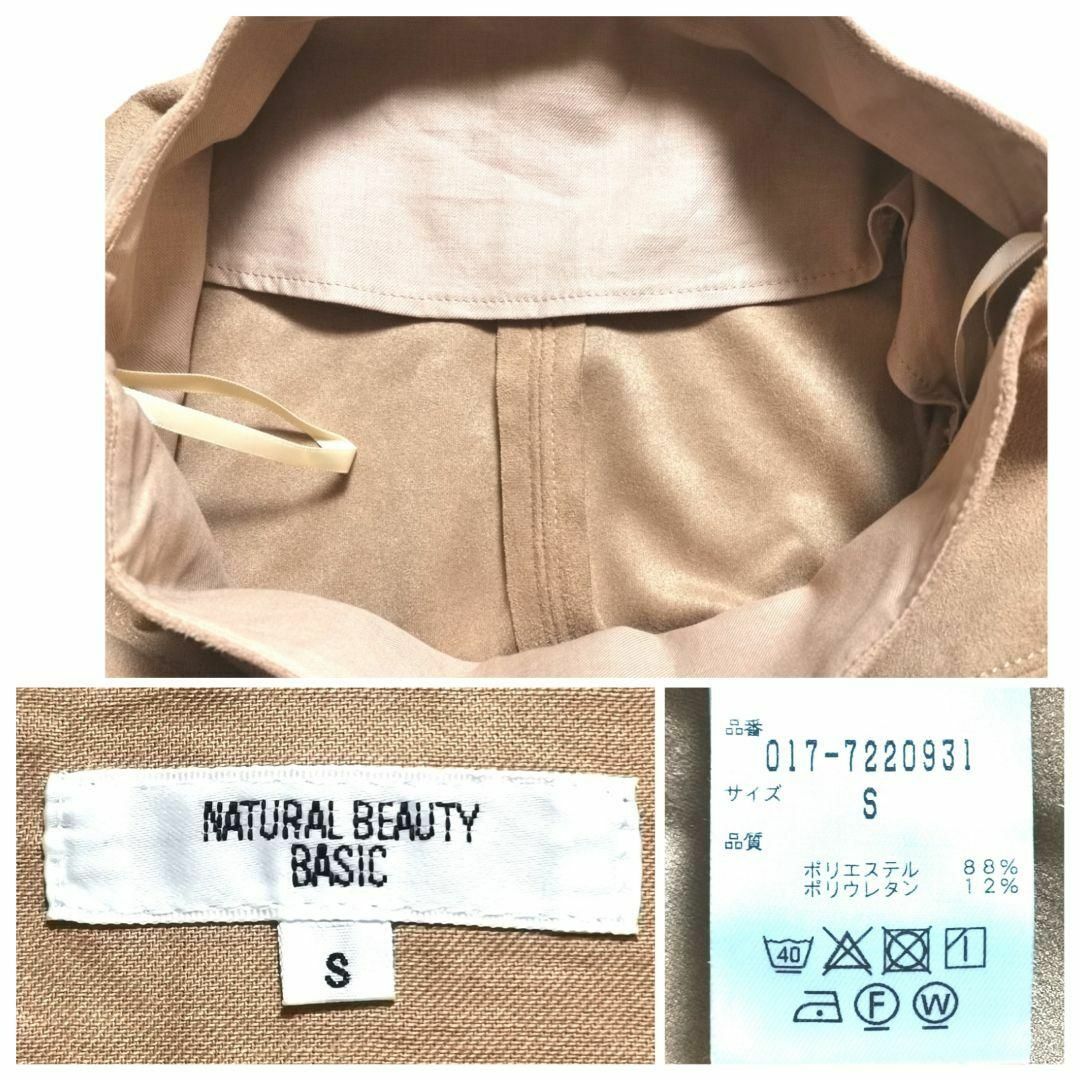 NATURAL BEAUTY
BASIC
S
品番
017-7220931
サイズ
S
品質
ポリエステル 88%
ポリウレタン 12%
40
F W